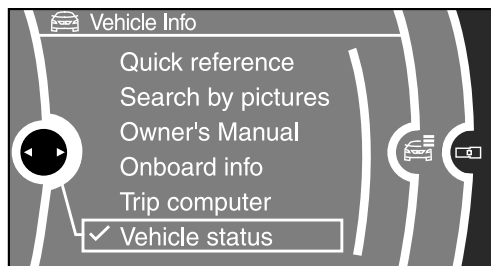 Vehicle Info
Quick reference
Search by pictures
Owner's Manual
Onboard info
Trip computer
Vehicle status